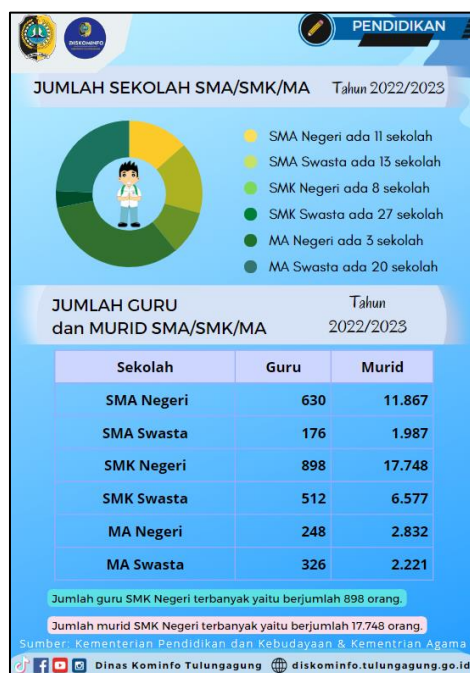 DISKOMINFO
PENDIDIKAN
JUMLAH SEKOLAH SMA/SMK/MA Tahun 2022/2023
SMA Negeri ada 11 sekolah
SMA Swasta ada 13 sekolah
SMK Negeri ada 8 sekolah
SMK Swasta ada 27 sekolah
MA Negeri ada 3 sekolah
MA Swasta ada 20 sekolah
JUMLAH GURU
dan MURID SMA/SMK/MA
Tahun
2022/2023
Sekolah Guru Murid
SMA Negeri 630 11.867
SMA Swasta 176 1.987
SMK Negeri 898 17.748
SMK Swasta 512 6.577
MA Negeri 248 2.832
MA Swasta 326 2.221
Jumlah guru SMK Negeri terbanyak yaitu berjumlah 898 orang.
Jumlah murid SMK Negeri terbanyak yaitu berjumlah 17.748 orang.
Sumber: Kementerian Pendidikan dan Kebudayaan & Kementrian Agama
Dinas Kominfo Tulungagung diskominfo.tulungagung.go.id